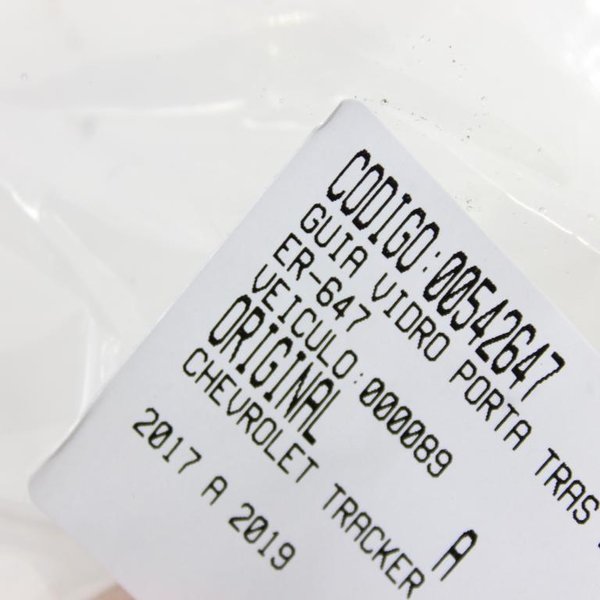 CODIGO:00542647
GUIA VIDRO PORTA TRAS
ER-647
VEICULO:000089
ORIGINAL A
CHEVROLET TRACKER
2017 A 2019